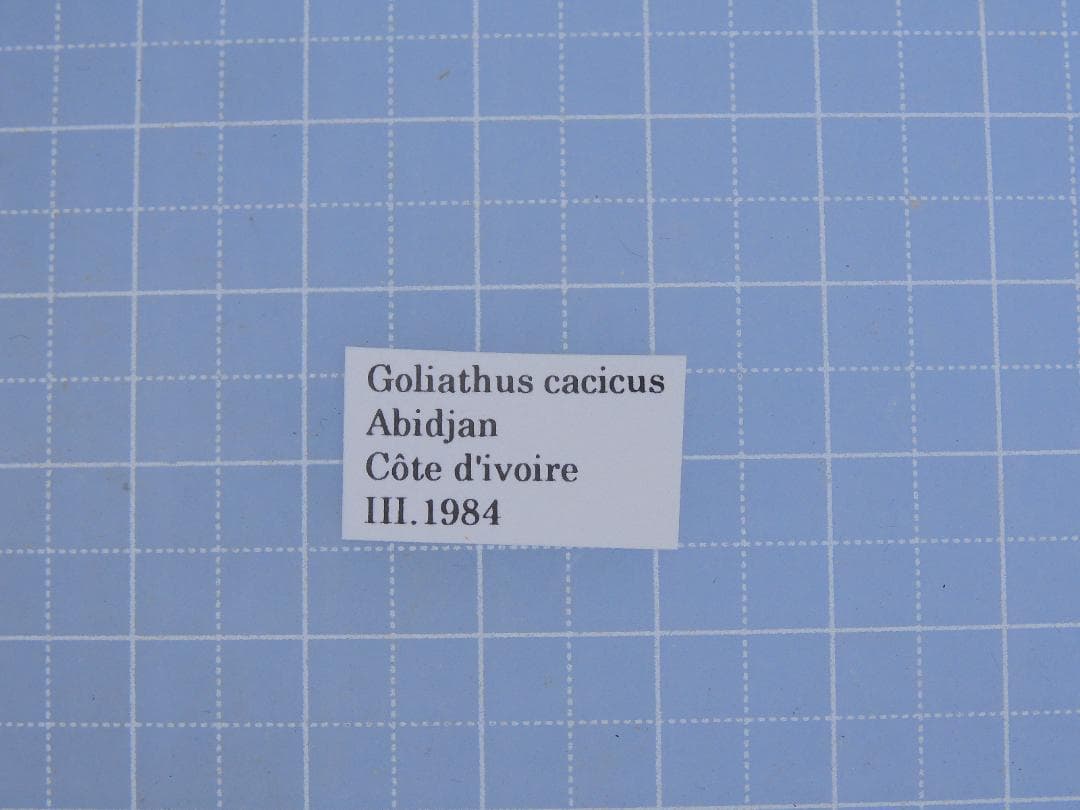 Goliathus cacicus
Abidjan
Côte d'ivoire
III.1984